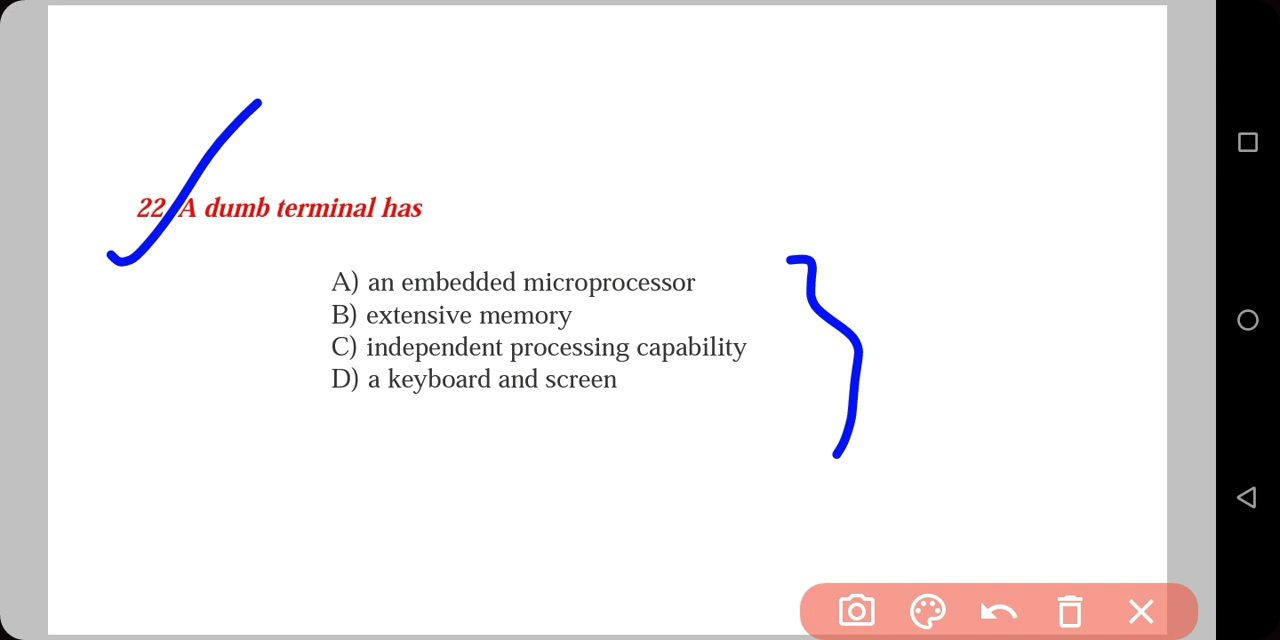 22. A dumb terminal has
A) an embedded microprocessor
B) extensive memory
C) independent processing capability
D) a keyboard and screen